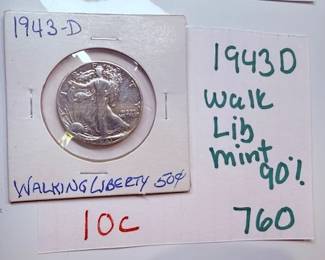 1943-D
WALKING LIBERTY 50¢
10C
1943D
Walk
Lib
mint
90%
760